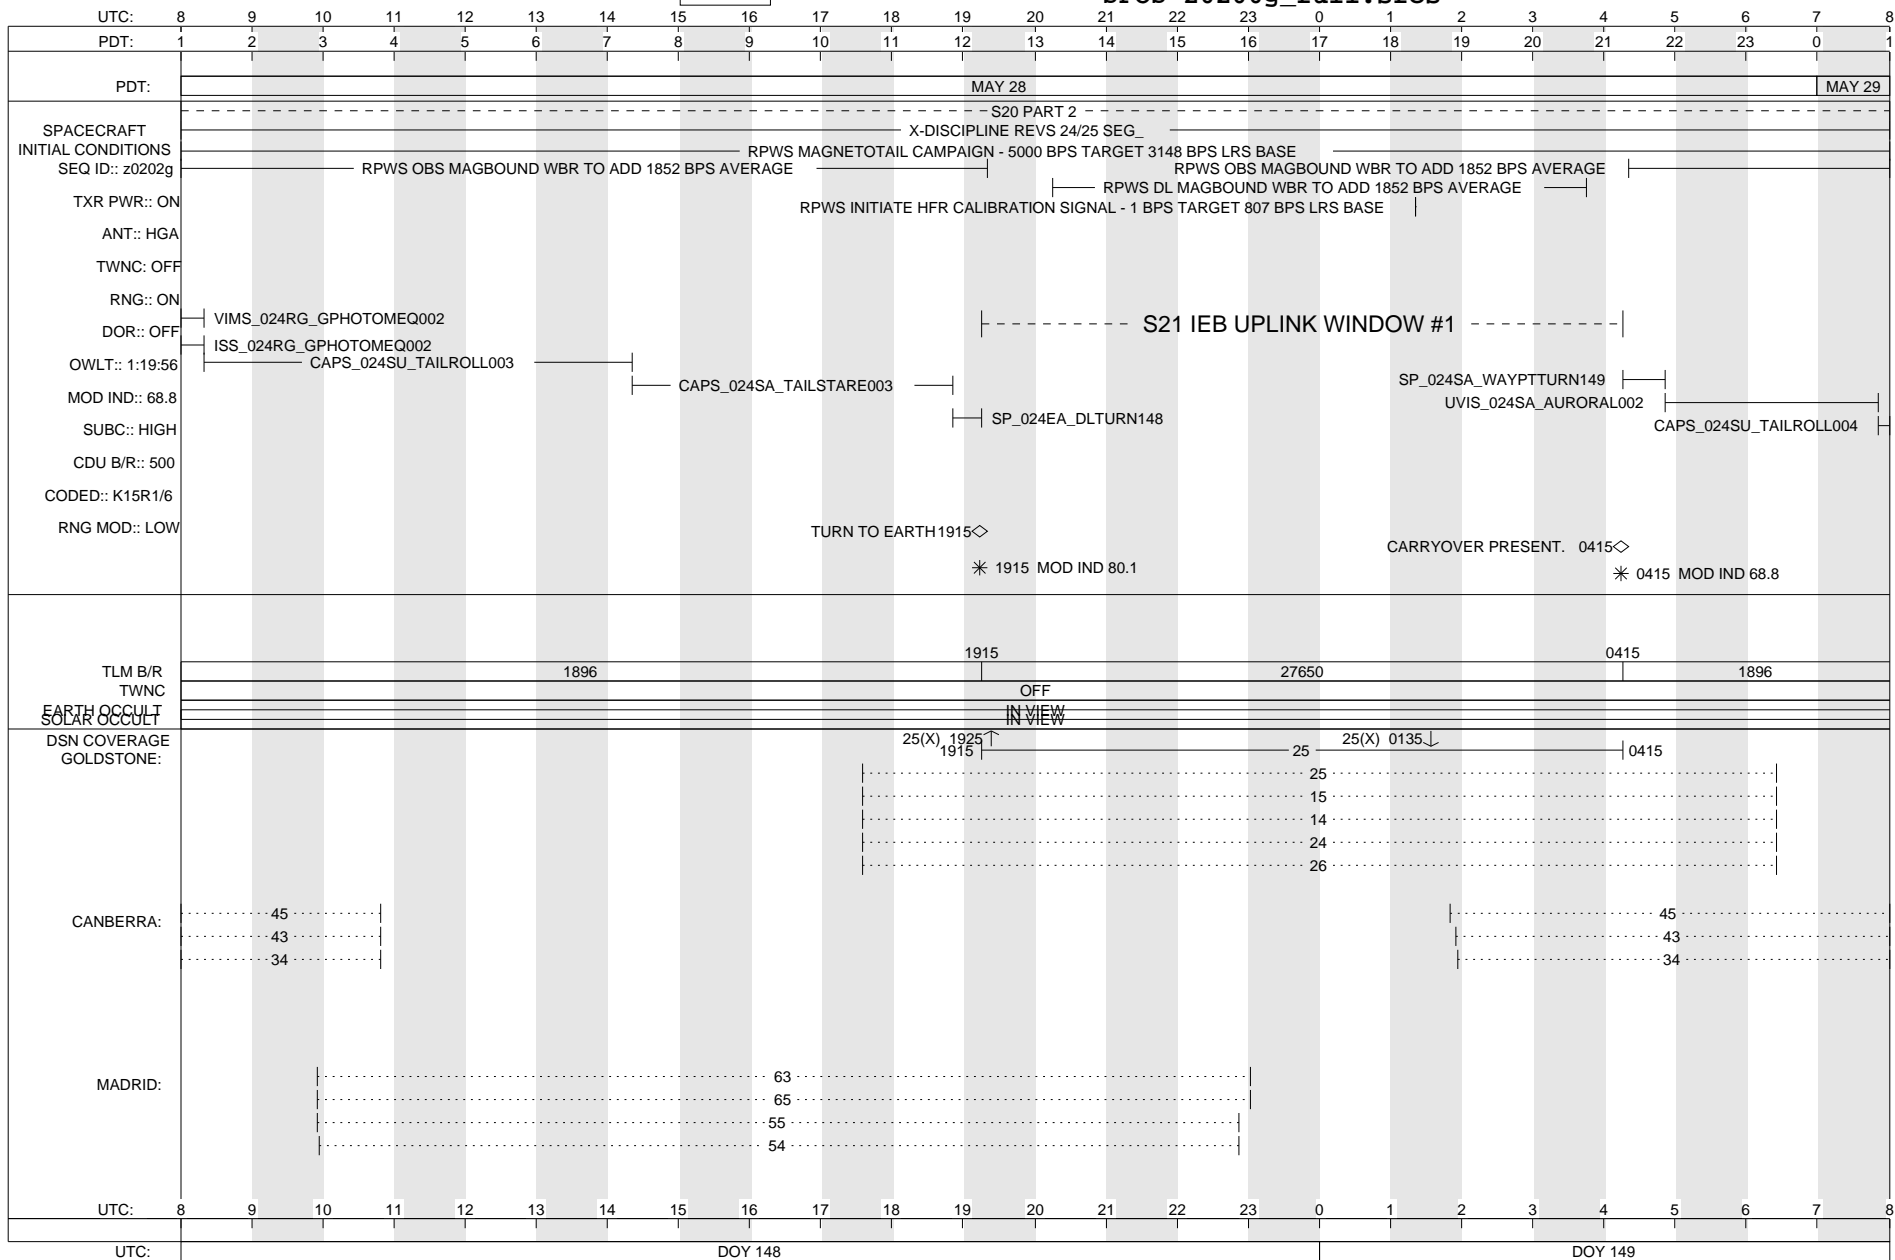 UTC: 8 9 10 11 12 13 14 15 16 17 18 19 20 21 22 23 0 1 2 3 4 5 6 7 8
PDT: 1 2 3 4 5 6 7 8 9 10 11 12 13 14 15 16 17 18 19 20 21 22 23 0 1
PDT: MAY 28 MAY 29
S20 PART 2
SPACECRAFT X-DISCIPLINE REVS 24/25 SEG_
INITIAL CONDITIONS RPWS MAGNETOTAIL CAMPAIGN - 5000 BPS TARGET 3148 BPS LRS BASE
SEQ ID:: z0202g RPWS OBS MAGBOUND WBR TO ADD 1852 BPS AVERAGE RPWS OBS MAGBOUND WBR TO ADD 1852 BPS AVERAGE
RPWS DL MAGBOUND WBR TO ADD 1852 BPS AVERAGE
TXR PWR:: ON RPWS INITIATE HFR CALIBRATION SIGNAL - 1 BPS TARGET 807 BPS LRS BASE
ANT:: HGA
TWNC: OFF
RNG:: ON
VIMS_024RG_GPHOTOMEQ002
DOR:: OFF S21 IEB UPLINK WINDOW #1
ISS_024RG_GPHOTOMEQ002
OWLT:: 1:19:56 CAPS_024SU_TAILROLL003
CAPS_024SA_TAILSTARE003 SP_024SA_WAYPTTURN149
MOD IND:: 68.8 UVIS_024SA_AURORAL002
SP_024EA_DLTURN148
SUBC:: HIGH CAPS_024SU_TAILROLL004
CDU B/R:: 500
CODED:: K15R1/6
RNG MOD:: LOW TURN TO EARTH1915
CARRYOVER PRESENT. 0415
1915 MOD IND 80.1 0415 MOD IND 68.8
1915 0415
TLM B/R 1896 27650 1896
TWNC OFF
EARTH OCCULT IN VIEW
SOLAR OCCULT IN VIEW
DSN COVERAGE 25(X) 1925 25(X) 0135
GOLDSTONE: 1915 25 0415
25
15
14
24
26
CANBERRA: 45 45
43 43
34 34
MADRID: 63
65
55
54
UTC: 8 9 10 11 12 13 14 15 16 17 18 19 20 21 22 23 0 1 2 3 4 5 6 7 8
UTC: DOY 148 DOY 149